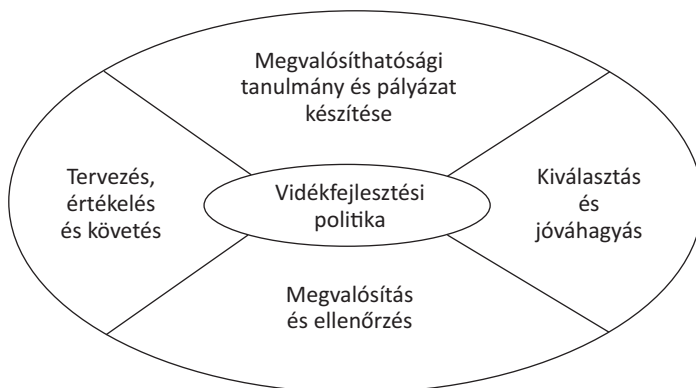 Megvalósíthatósági
tanulmány és pályázat
készítése
Tervezés,
értékelés
és követés
Vidékfejlesztési
politika
Kiválasztás
és
jóváhagyás
Megvalósítás
és ellenőrzés